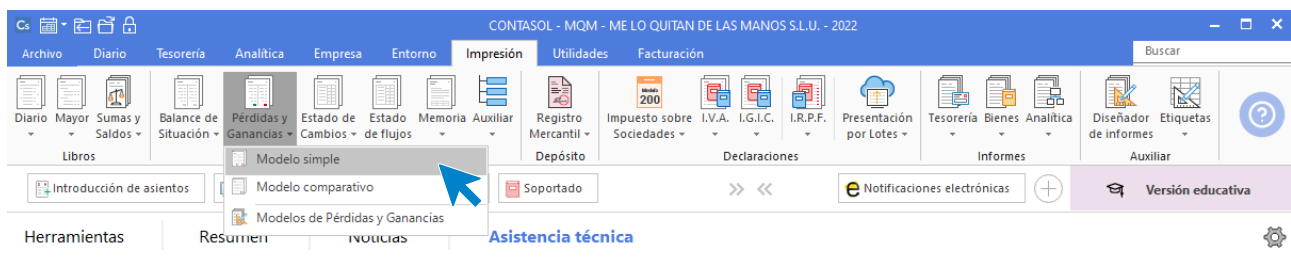 Cs
CONTASOL - MQM - ME LO QUITAN DE LAS MANOS S.L.U. - 2022
Archivo Diario Tesorería Analítica Empresa Entorno Impresión Utilidades Facturación Buscar
Diario Mayor Sumas y Saldos Balance de Situación Pérdidas y Ganancias Estado de Cambios Estado de flujos Memoria Auxiliar Registro Mercantil Modelo 200 Impuesto sobre Sociedades I.V.A. I.G.I.C. I.R.P.F. Presentación por Lotes Tesorería Bienes Analítica Diseñador de informes Etiquetas
Libros Depósito Declaraciones Informes Auxiliar
Modelo simple
Modelo comparativo
Modelos de Pérdidas y Ganancias
Introducción de asientos Soportado Notificaciones electrónicas Versión educativa
Herramientas Resumen Noticias Asistencia técnica